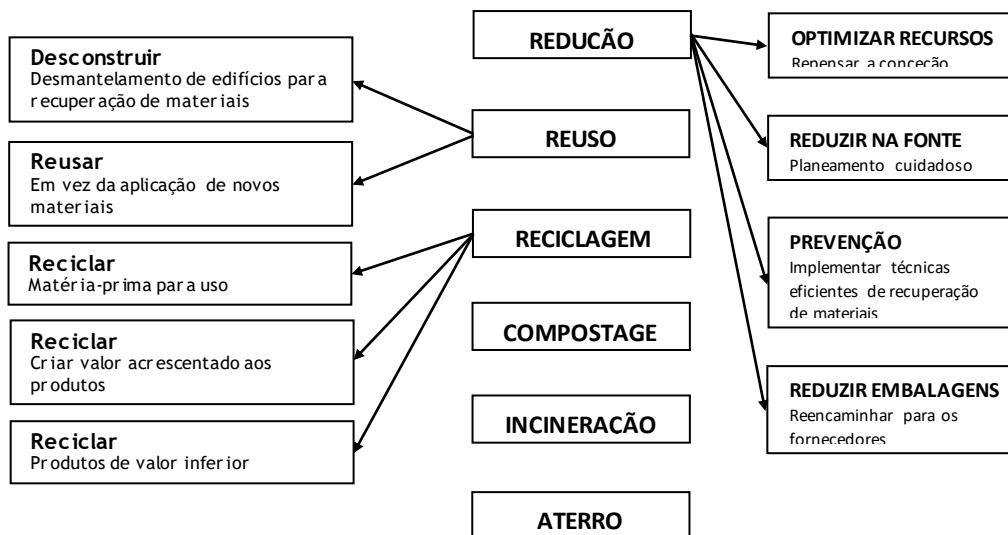 Desconstruir
Desmantelamento de edifícios para a
recuperação de materiais
Reusar
Em vez da aplicação de novos
materiais
Reciclar
Matéria-prima para uso
Reciclar
Criar valor acrescentado aos
produtos
Reciclar
Produtos de valor inferior
REDUCÃO
REUSO
RECICLAGEM
COMPOSTAGE
INCINERAÇÃO
ATERRO
OPTIMIZAR RECURSOS
Repensar a conceção
REDUZIR NA FONTE
Planeamento cuidadoso
PREVENÇÃO
Implementar técnicas
eficientes de recuperação
de materiais
REDUZIR EMBALAGENS
Reencaminhar para os
fornecedores